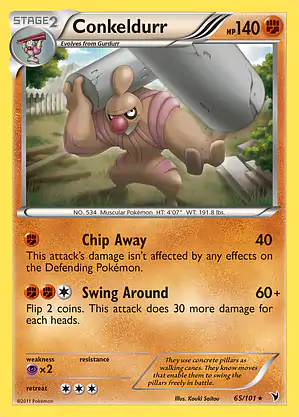 STAGE2 Conkeldurr HP 140
Evolves from Gurdurr
NO. 534 Muscular Pokémon HT: 4'07" WT: 191.8 lbs.
Chip Away 40
This attack's damage isn't affected by any effects on
the Defending Pokémon.
Swing Around 60+
Flip 2 coins. This attack does 30 more damage for
each heads.
weakness resistance
×2
retreat
They use concrete pillars as
walking canes. They know moves
that enable them to swing the
pillars freely in battle.
©2011 Pokémon Illus. Kouki Saitou 65/101 ★